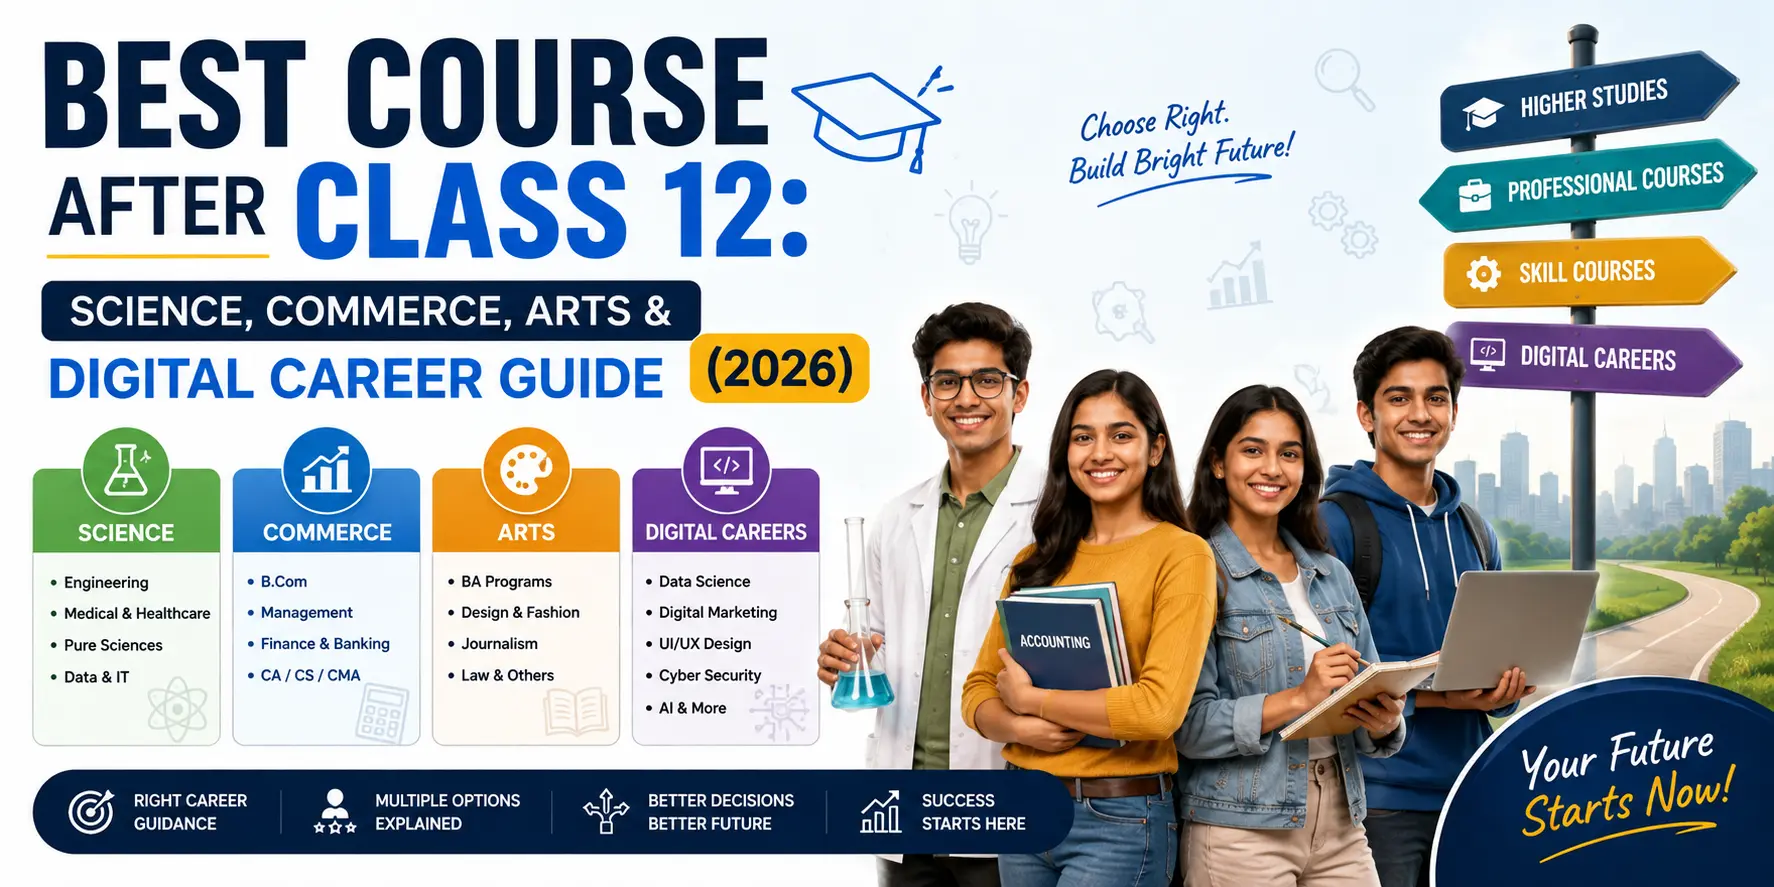 BEST COURSE
AFTER CLASS 12:
SCIENCE, COMMERCE, ARTS &
DIGITAL CAREER GUIDE
(2026)
Choose Right.
Build Bright Future!
HIGHER STUDIES
PROFESSIONAL COURSES
SKILL COURSES
DIGITAL CAREERS
SCIENCE
• Engineering
• Medical & Healthcare
• Pure Sciences
• Data & IT
COMMERCE
• B.Com
• Management
• Finance & Banking
• CA / CS / CMA
ARTS
• BA Programs
• Design & Fashion
• Journalism
• Law & Others
DIGITAL CAREERS
• Data Science
• Digital Marketing
• UI/UX Design
• Cyber Security
• AI & More
ACCOUNTING
RIGHT CAREER
GUIDANCE
MULTIPLE OPTIONS
EXPLAINED
BETTER DECISIONS
BETTER FUTURE
SUCCESS
STARTS HERE
Your Future
Starts Now!